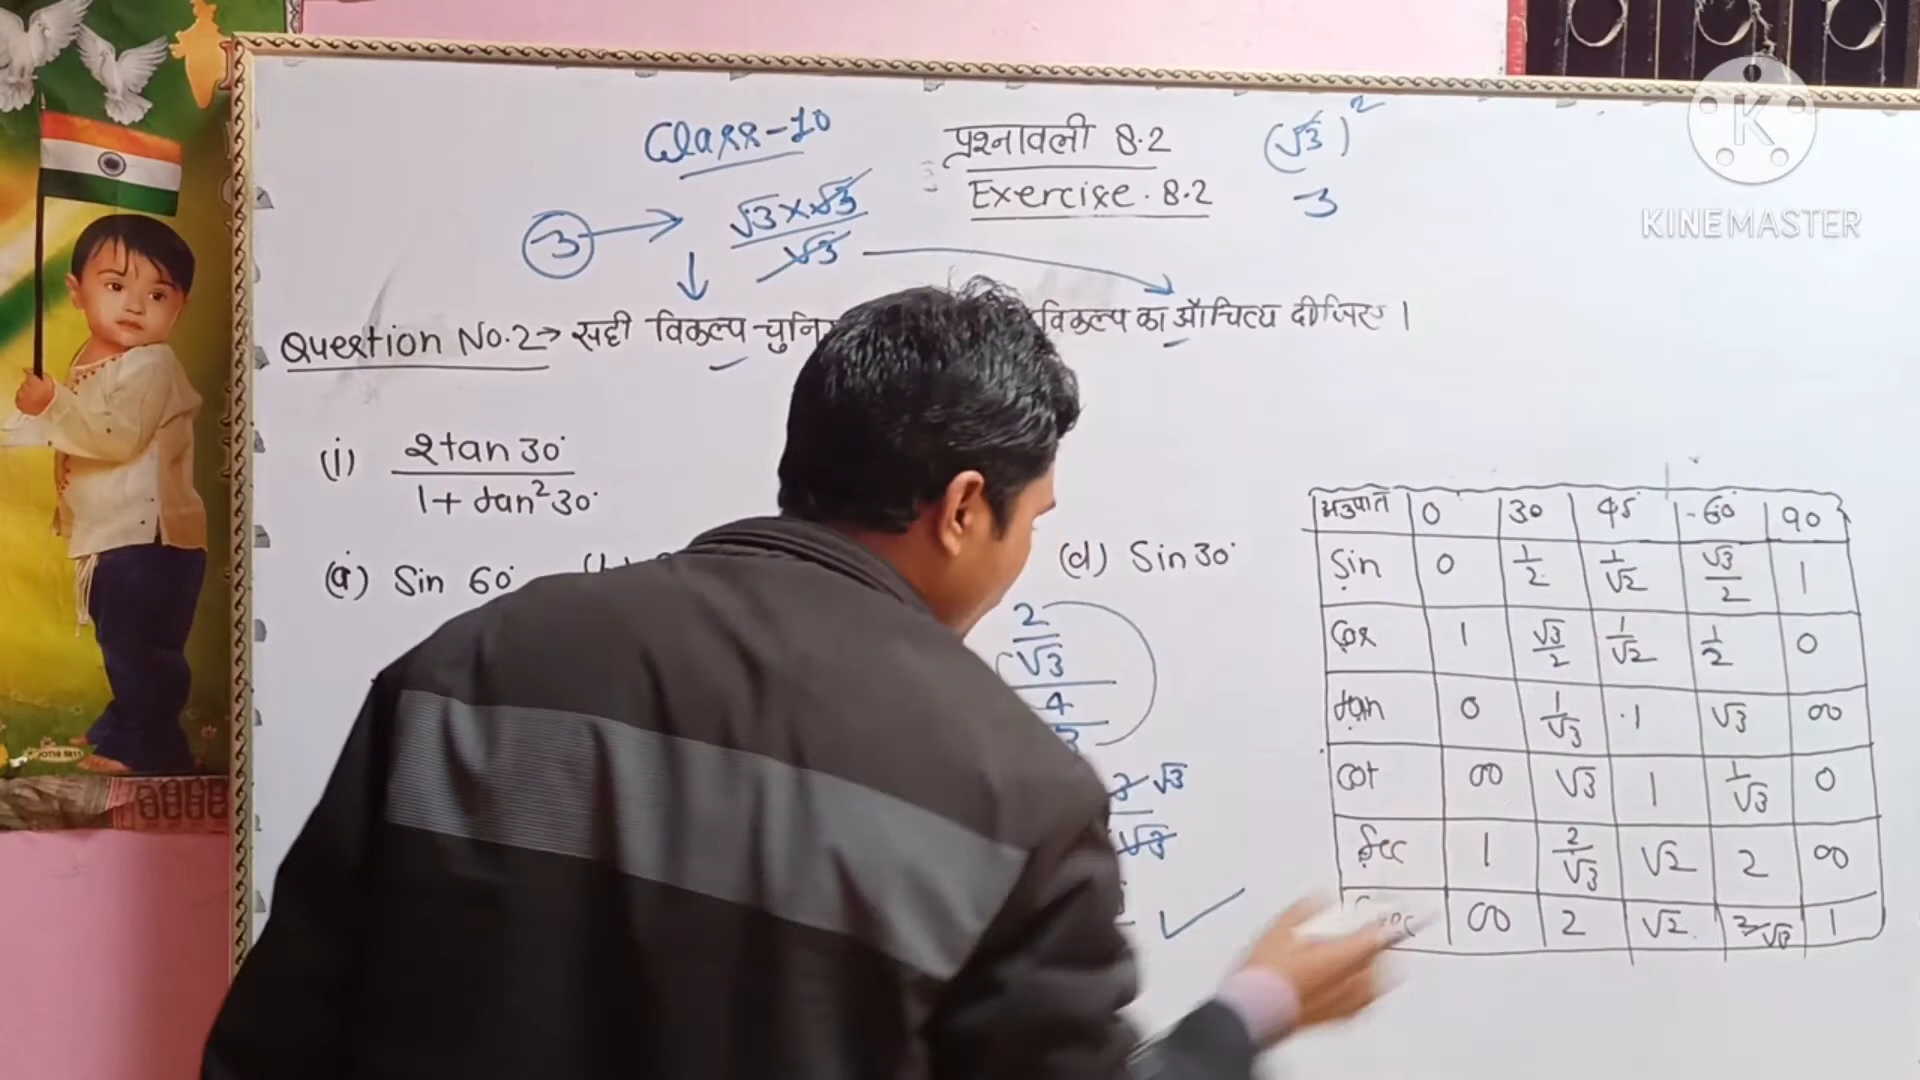 Class-10
प्रश्नावली 8.2
(√3)²
KINEMASTER
Exercise. 8.2
3
3 → √3×√3 / √3
Question No.2→ सही विकल्प चुनि विकल्प का औचित्य दीजिए।
(i) 2tan30° / 1+tan²30°
(a) Sin 60° (d) Sin30°
2/√3
4
√3
√3
अनुपात 0 30 45 60 90
Sin 0 1/2 1/√2 √3/2 1
Cos 1 √3/2 1/√2 1/2 0
tan 0 1/√3 1 √3 ∞
Cot ∞ √3 1 1/√3 0
Sec 1 2/√3 √2 2 ∞
∞ 2 √2 2/√3 1
JOTHI 5811